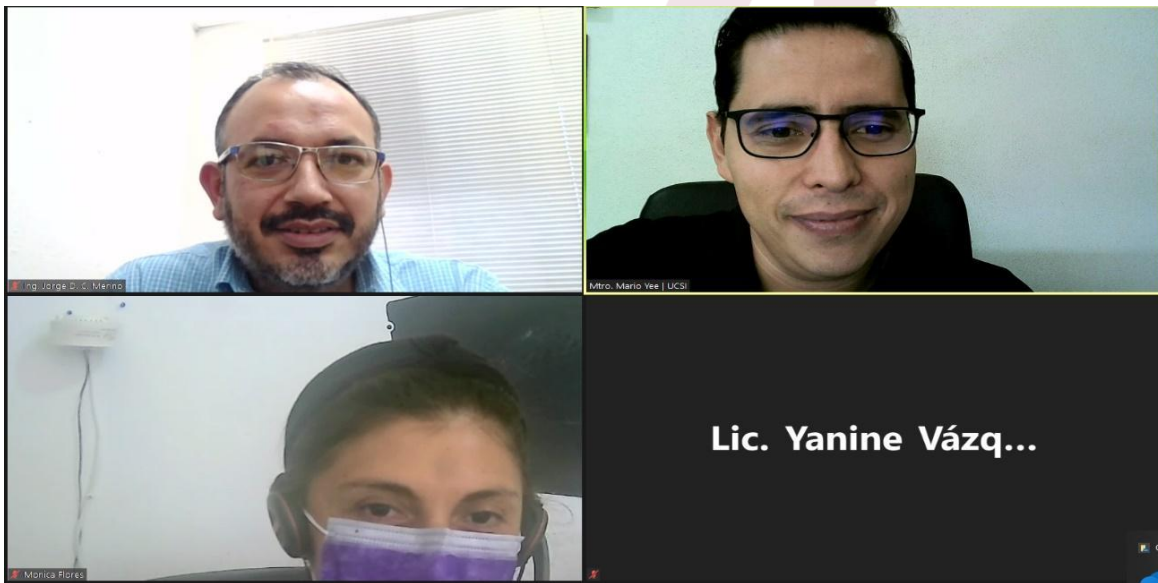 Ing. Jorge D. C. Merino
Mtro. Mario Yee | UCSI
Monica Flores
Lic. Yanine Vázq...